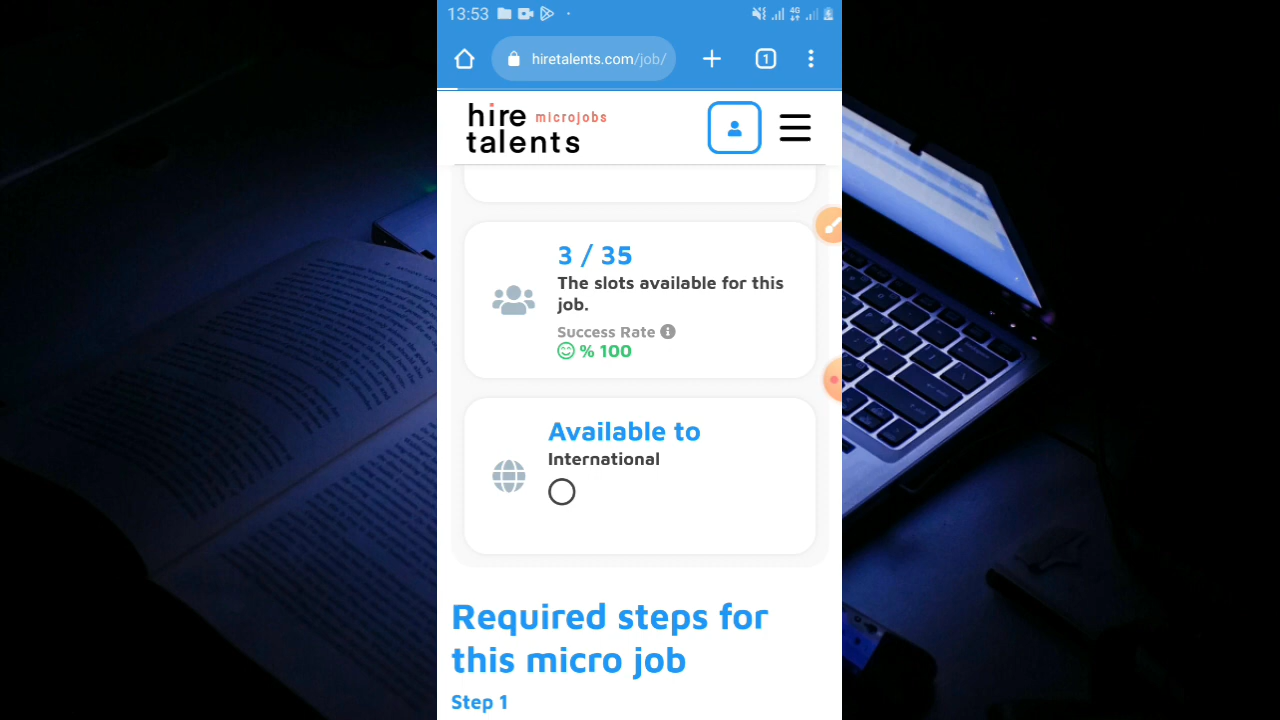 13:53
4G
hiretalents.com/job/
1
hire microjobs
talents
3 / 35
The slots available for this
job.
Success Rate
% 100
Available to
International
Required steps for
this micro job
Step 1